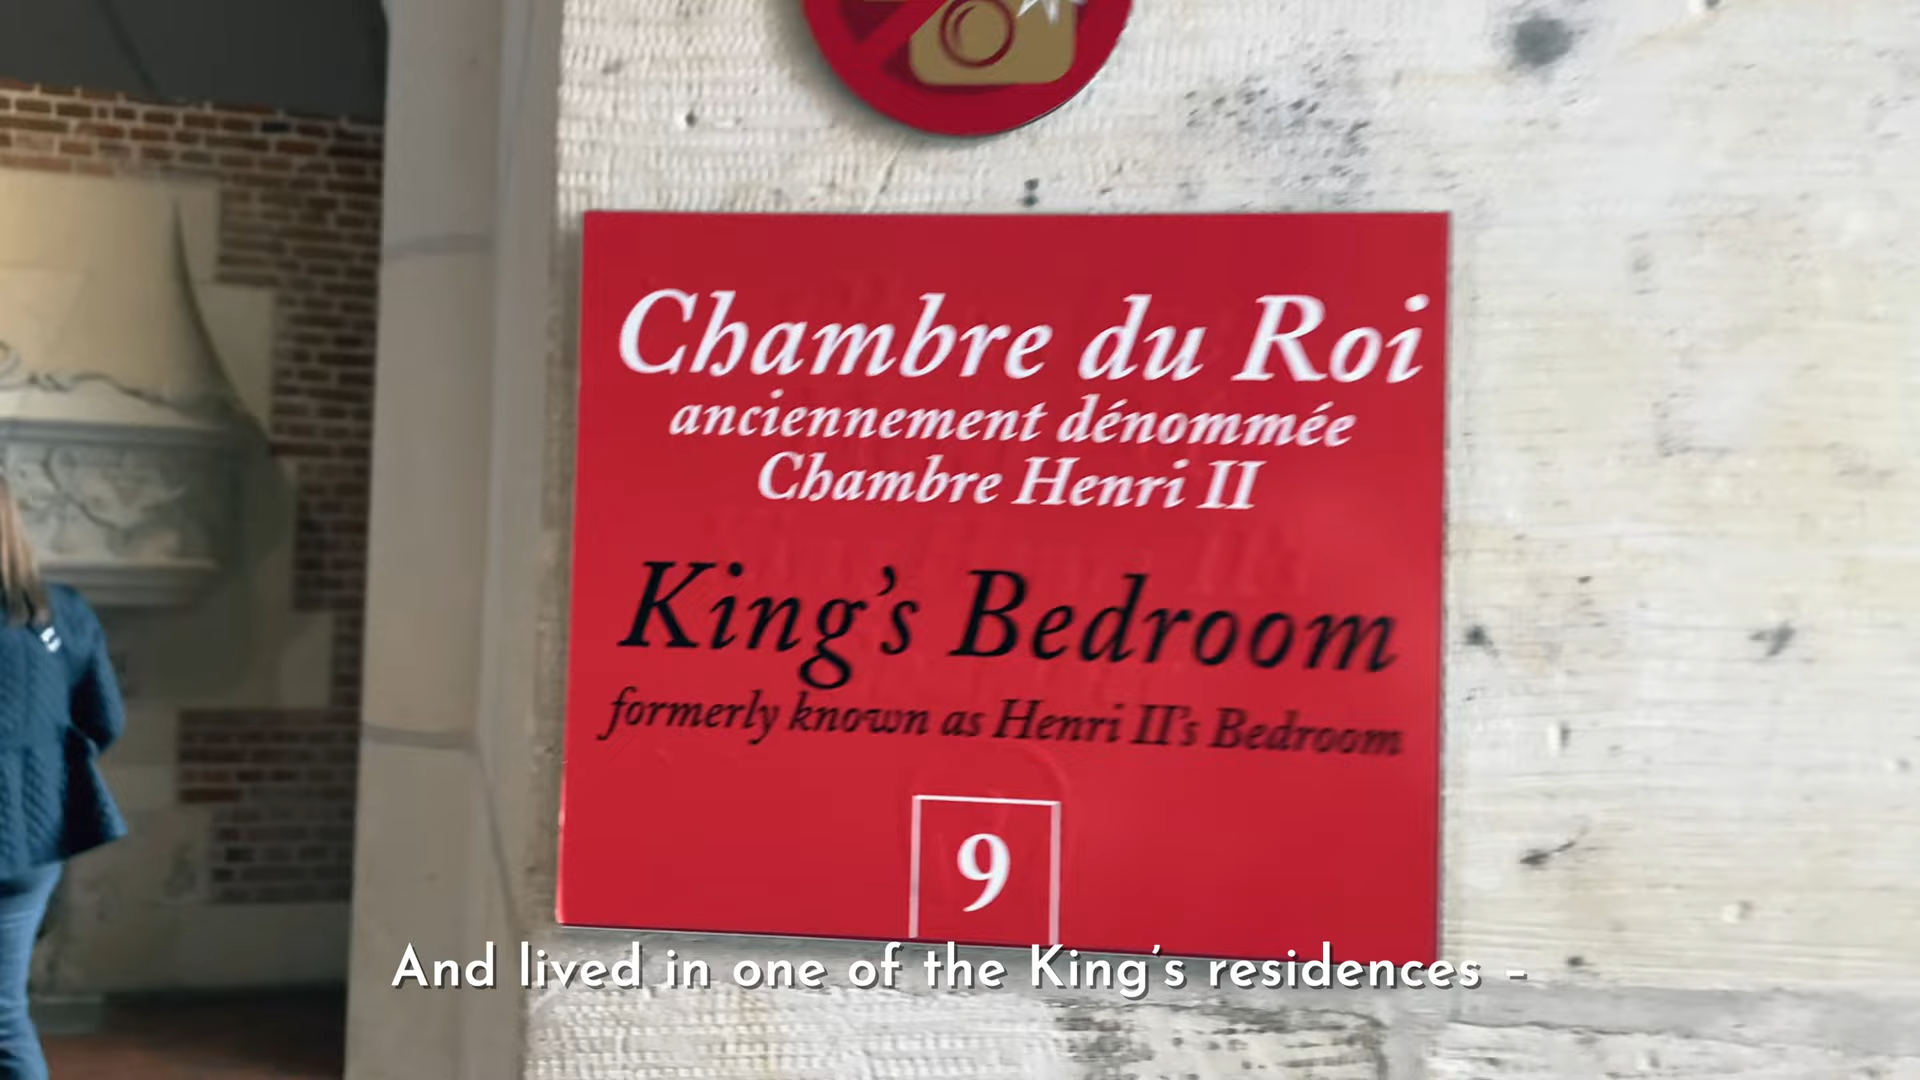 Chambre du Roi
anciennement dénommée
Chambre Henri II
King's Bedroom
formerly known as Henri II's Bedroom
9
And lived in one of the King's residences –